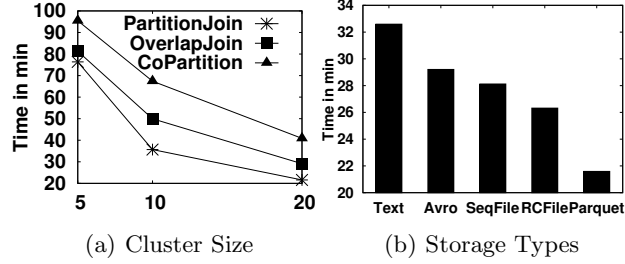 100
90
80
70
60
50
40
30
20
Time in min
PartitionJoin
OverlapJoin
CoPartition
5
10
20
(a) Cluster Size
34
32
30
28
26
24
22
20
Time in min
Text
Avro
SeqFile
RCFile
Parquet
(b) Storage Types